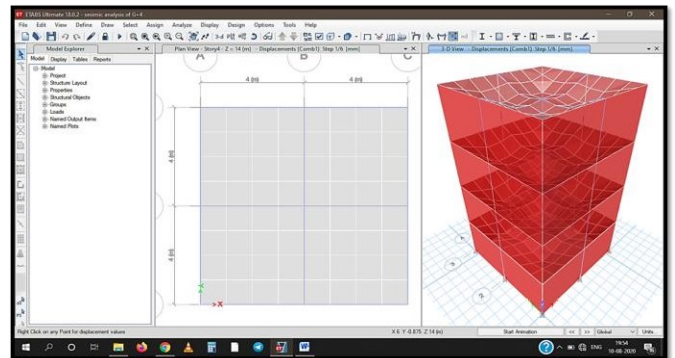 ETABS Ultimate 18.0.2 - seismic analysis of G+4
File Edit View Define Draw Select Assign Analyze Display Design Options Tools Help
Model Explorer
Plan View - Story4 - Z = 14 (m) - Displacements (Comb1) Step 1/6 [mm]
3-D View - Displacements (Comb1) Step 1/6 [mm]
Model Display Tables Reports
Model
Project
Structure Layout
Properties
Structural Objects
Groups
Loads
Named Output Items
Named Plots
A B C
4 (m) 4 (m)
4 (m)
4 (m)
X
Right Click on any Point for displacement values
X 6 Y -0.875 Z 14 (m)
Start Animation << >> Global Units...
ENG 19:54
18-08-2020